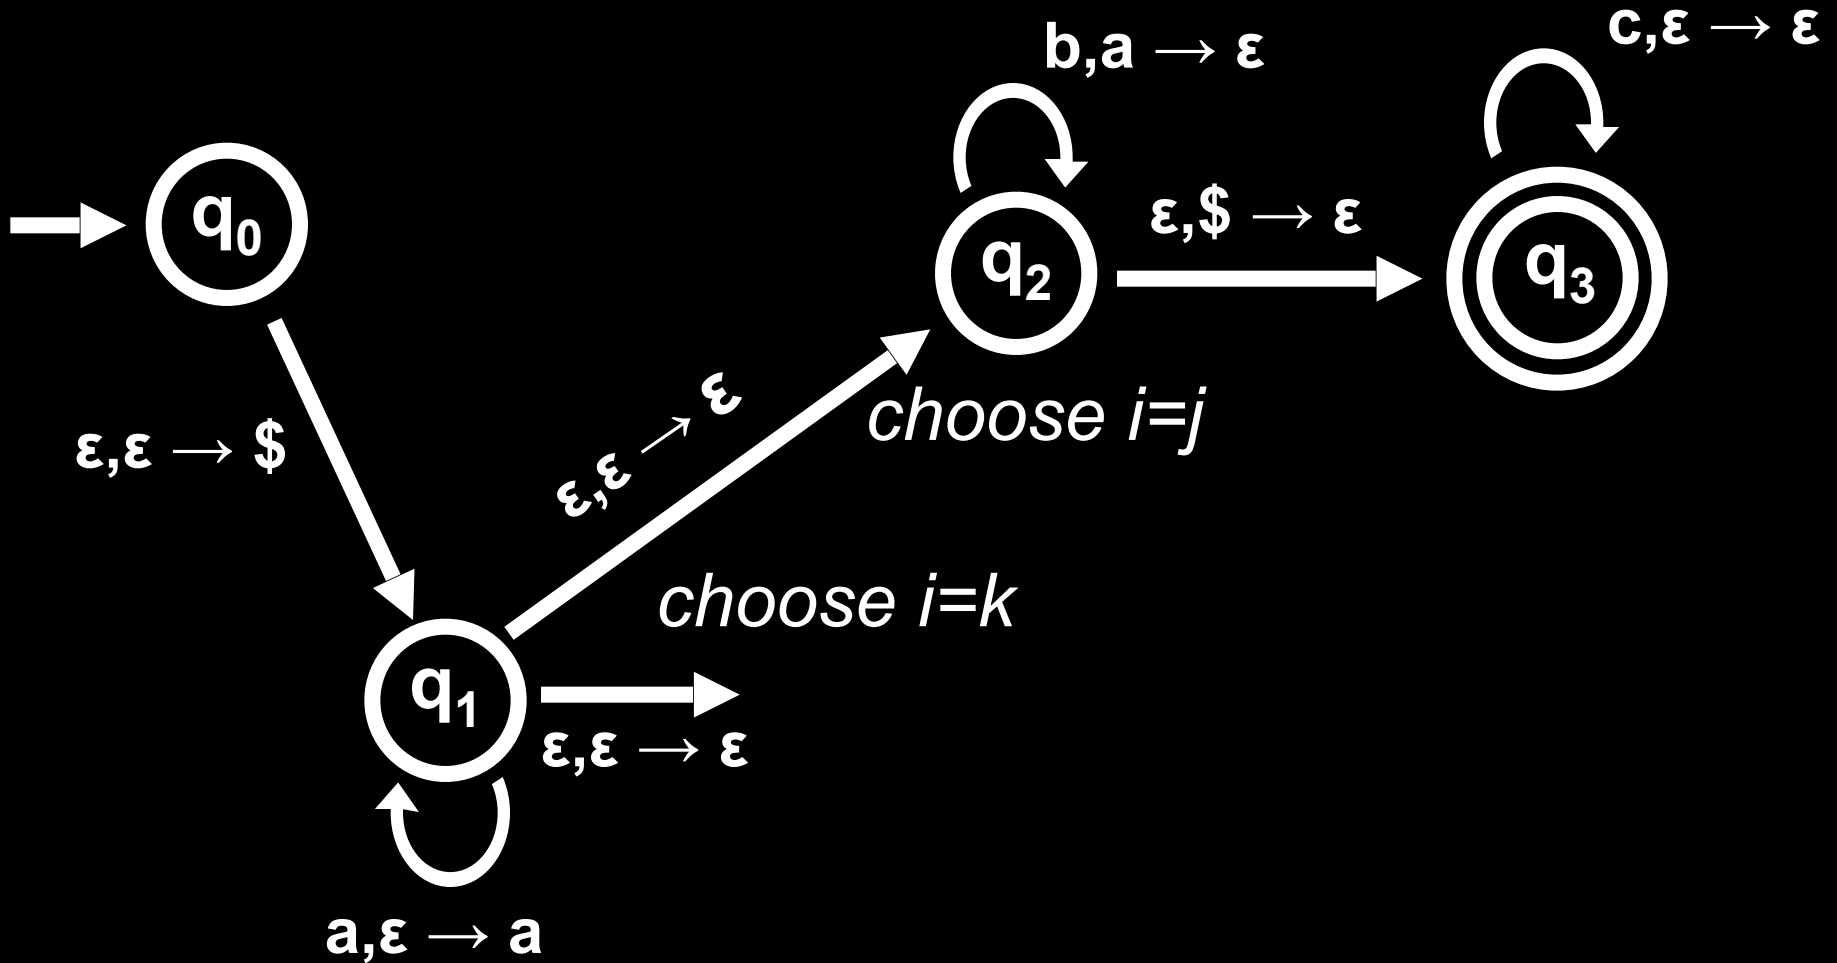 c,ε → ε
b,a → ε
q0
ε,$ → ε
q2
q3
ε,ε → ε
choose i=j
ε,ε → $
choose i=k
q1
ε,ε → ε
a,ε → a